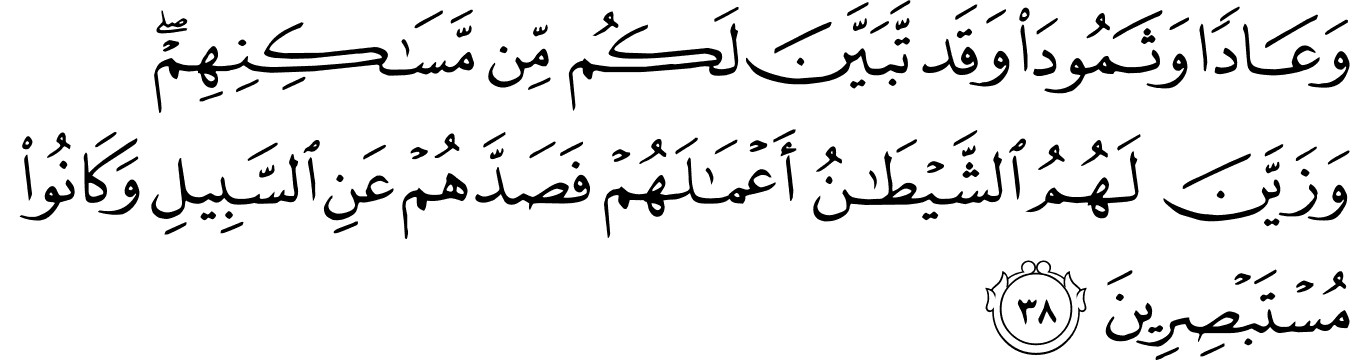 وَعَادًا وَثَمُودَا۟ وَقَد تَّبَيَّنَ لَكُم مِّن مَّسَـٰكِنِهِمْ ۖ
وَزَيَّنَ لَهُمُ ٱلشَّيْطَـٰنُ أَعْمَـٰلَهُمْ فَصَدَّهُمْ عَنِ ٱلسَّبِيلِ وَكَانُوا۟
مُسْتَبْصِرِينَ ٣٨